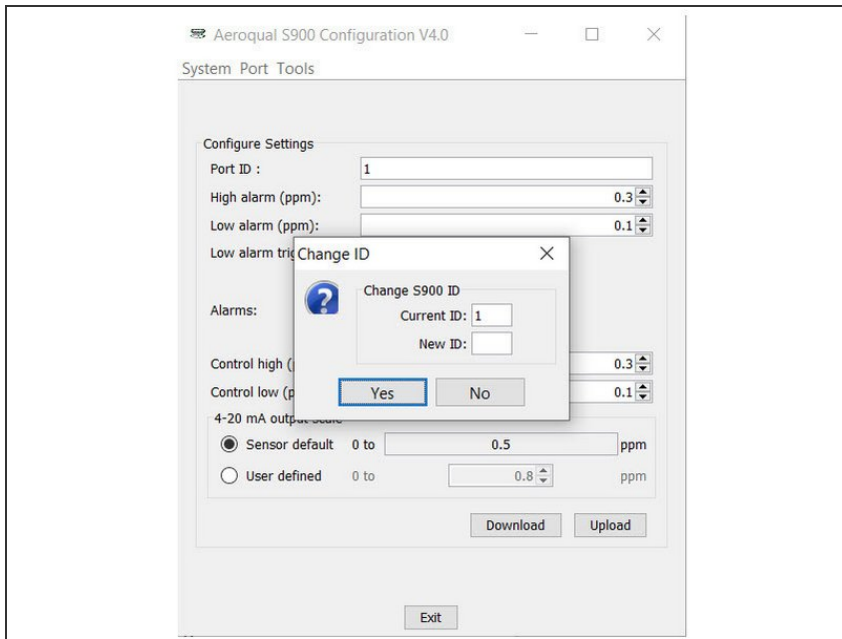 Aeroqual S900 Configuration V4.0
System Port Tools
Configure Settings
Port ID : 1
High alarm (ppm): 0.3
Low alarm (ppm): 0.1
Low alarm
Change ID
Change S900 ID
Current ID: 1
New ID:
Yes No
Alarms:
Control high 0.3
Control low 0.1
4-20 mA output scale
Sensor default 0 to 0.5 ppm
User defined 0 to 0.8 ppm
Download Upload
Exit